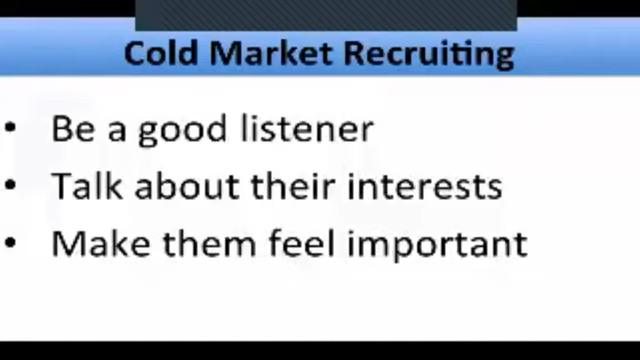 Cold Market Recruiting
• Be a good listener
• Talk about their interests
• Make them feel important